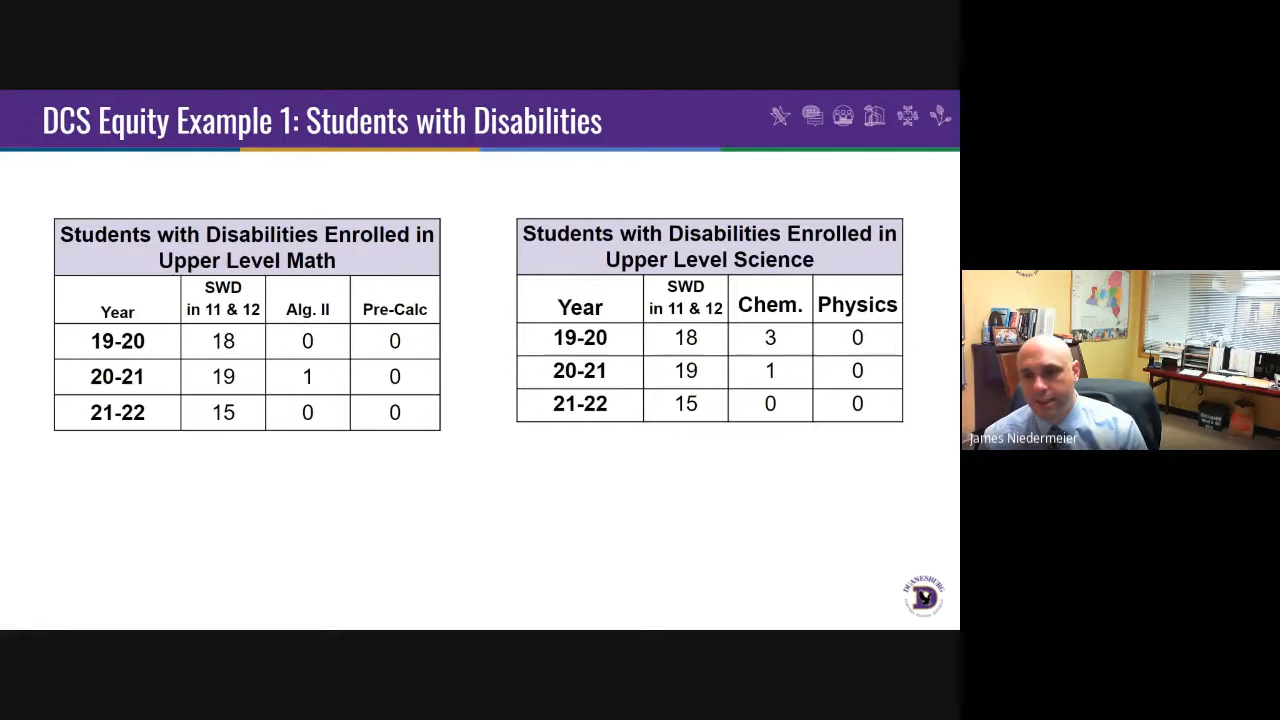 DCS Equity Example 1: Students with Disabilities
Students with Disabilities Enrolled in
Upper Level Math
Year SWD in 11 & 12 Alg. II Pre-Calc
19-20 18 0 0
20-21 19 1 0
21-22 15 0 0
Students with Disabilities Enrolled in
Upper Level Science
Year SWD in 11 & 12 Chem. Physics
19-20 18 3 0
20-21 19 1 0
21-22 15 0 0
DUANESBURG
D
James Niedermeier